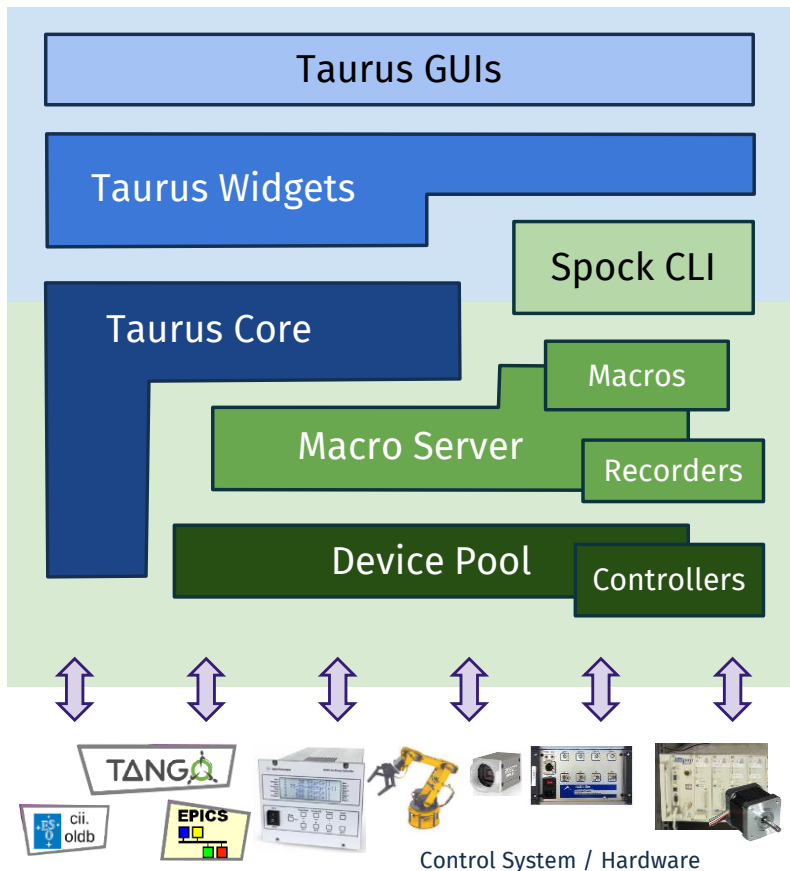 Taurus GUIs
Taurus Widgets
Spock CLI
Taurus Core
Macros
Macro Server
Recorders
Device Pool
Controllers
TANGO
cii.
oldb
ES
O
EPICS
Control System / Hardware